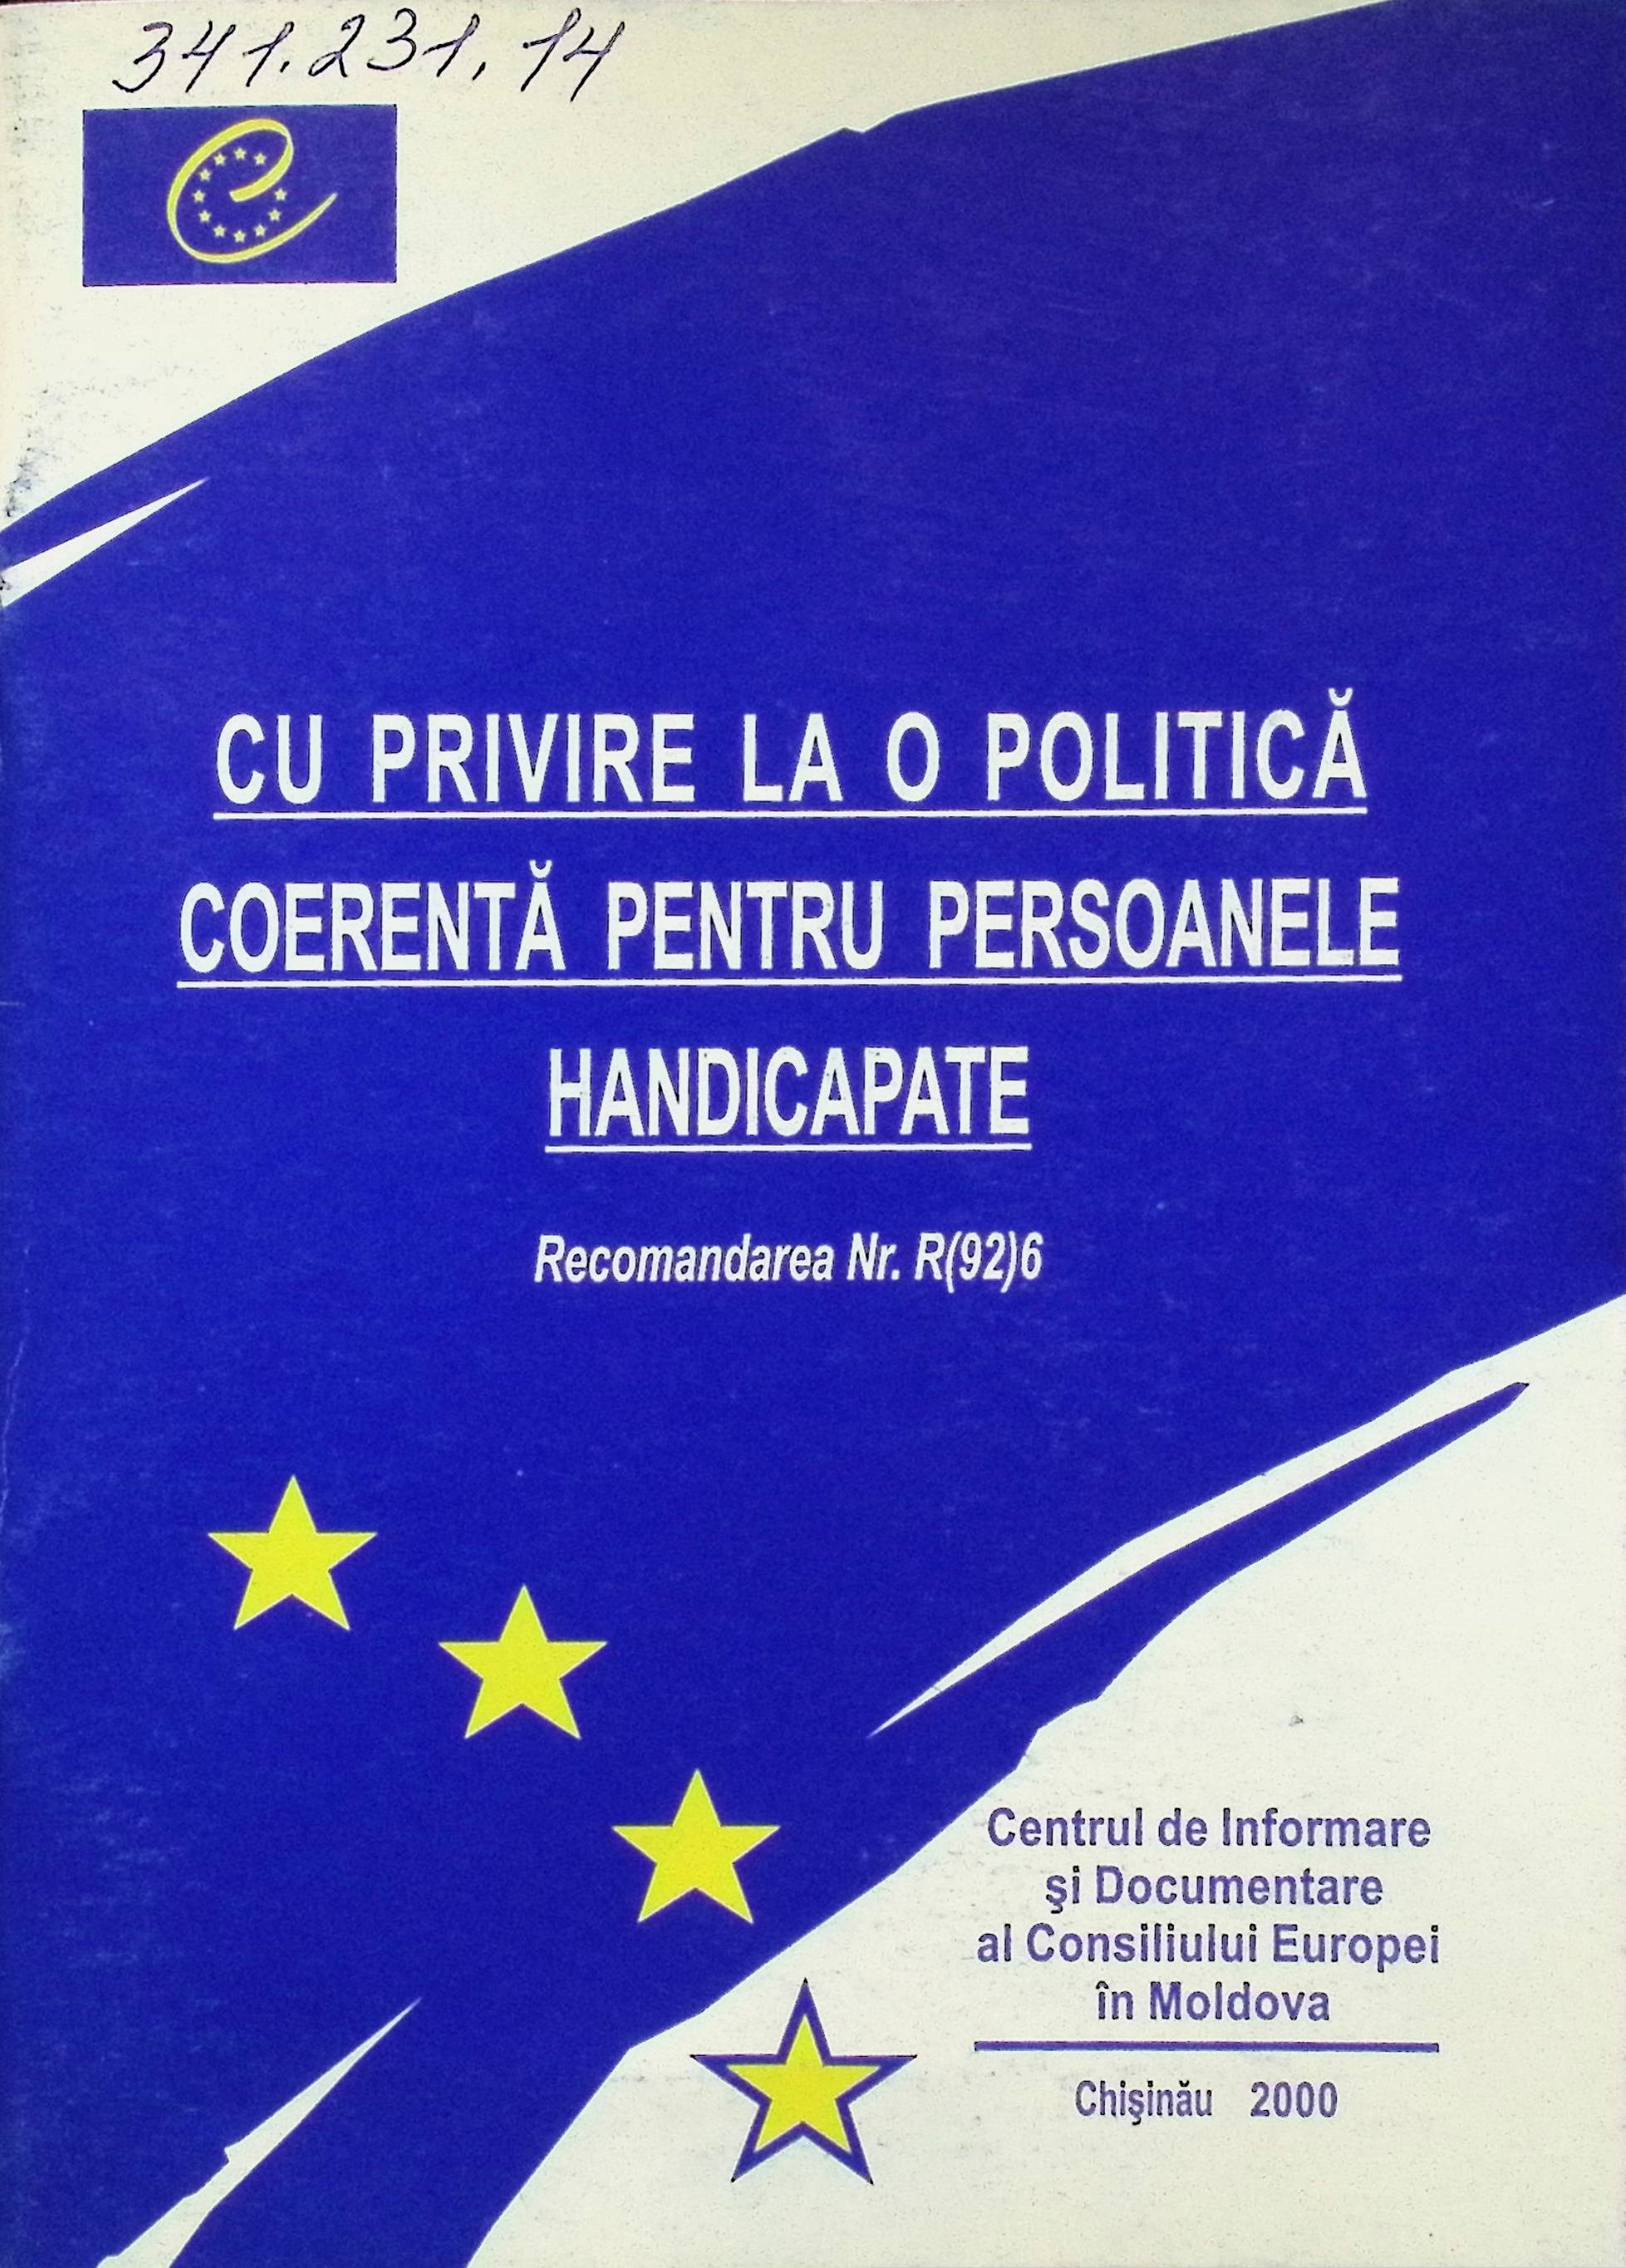 341.231.14
CU PRIVIRE LA O POLITICĂ
COERENTĂ PENTRU PERSOANELE
HANDICAPATE
Recomandarea Nr. R(92)6
Centrul de Informare
şi Documentare
al Consiliului Europei
în Moldova
Chişinău 2000